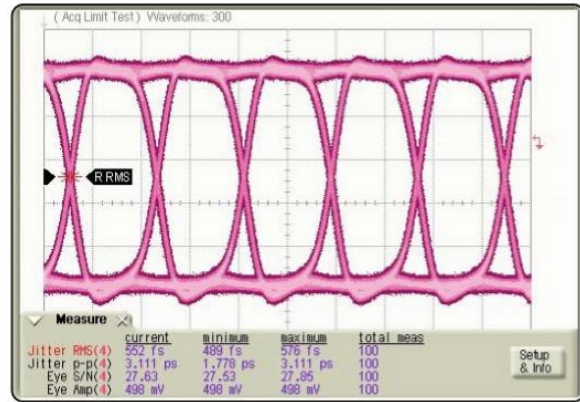 ( Acq Limit Test ) Waveforms: 300
R RMS
Measure
current minimum maximum total meas
Jitter RMS(4) 552 fs 489 fs 576 fs 100
Jitter p-p(4) 3.111 ps 1.778 ps 3.111 ps 100
Eye S/N(4) 27.63 27.53 27.85 100
Eye Amp(4) 498 mV 498 mV 498 mV 100
Setup
& Info